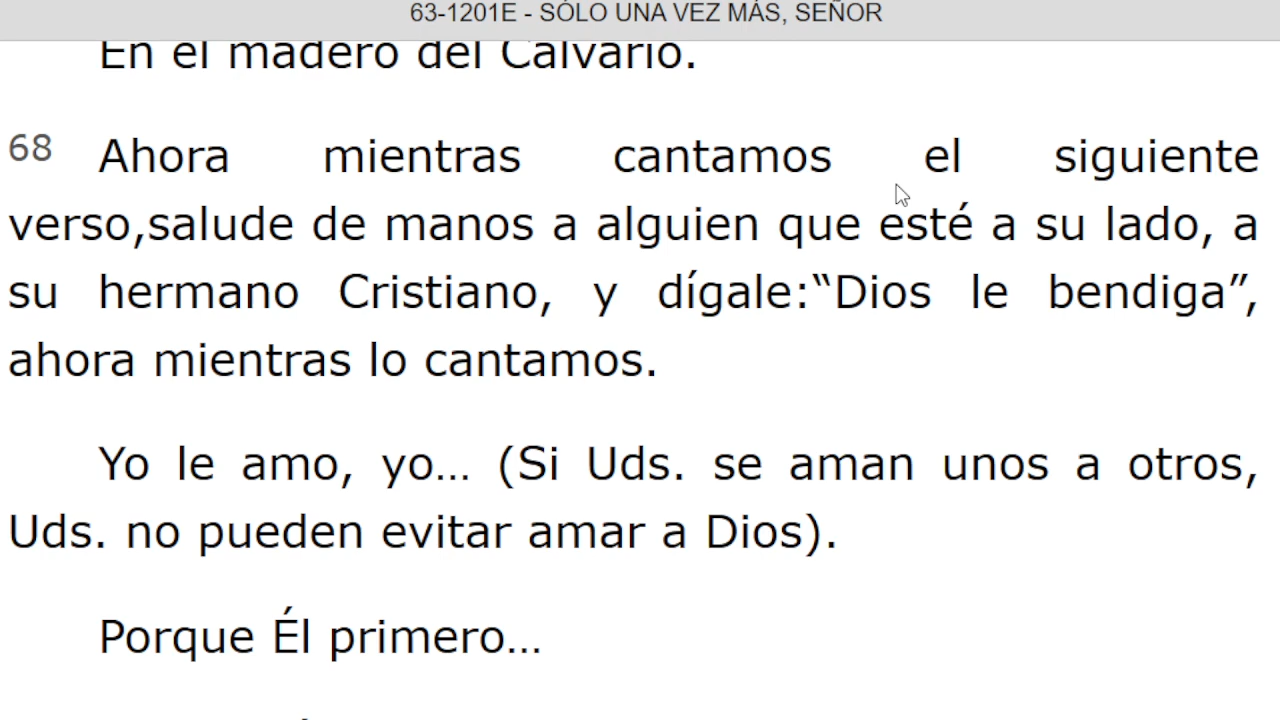 63-1201E - SÓLO UNA VEZ MÁS, SEÑOR
En el madero del Calvario.
68 Ahora mientras cantamos el siguiente
verso,salude de manos a alguien que esté a su lado, a
su hermano Cristiano, y dígale:“Dios le bendiga”,
ahora mientras lo cantamos.
Yo le amo, yo… (Si Uds. se aman unos a otros,
Uds. no pueden evitar amar a Dios).
Porque Él primero…